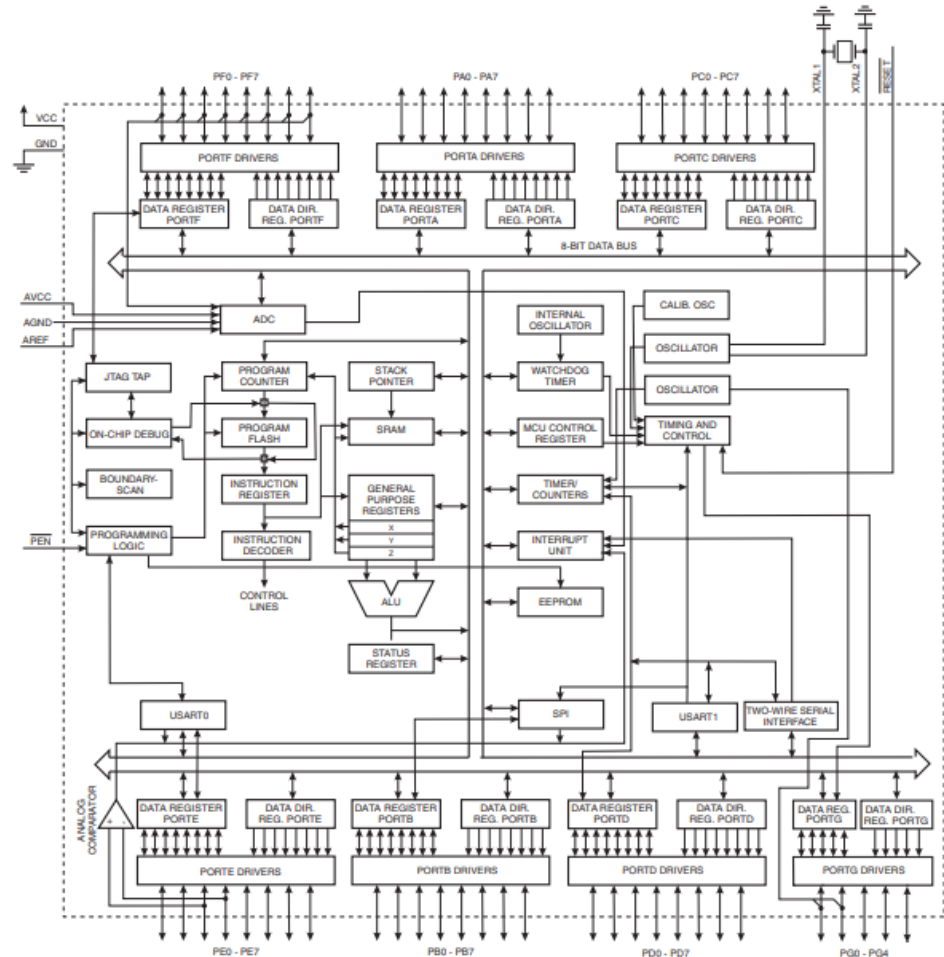 XTAL1
XTAL2
RESET
PF0 - PF7
PA0 - PA7
PC0 - PC7
VCC
GND
PORTF DRIVERS
PORTA DRIVERS
PORTC DRIVERS
DATA REGISTER
PORTF
DATA DIR.
REG. PORTF
DATA REGISTER
PORTA
DATA DIR.
REG. PORTA
DATA REGISTER
PORTC
DATA DIR.
REG. PORTC
8-BIT DATA BUS
AVCC
AGND
AREF
ADC
INTERNAL
OSCILLATOR
CALIB. OSC
OSCILLATOR
JTAG TAP
PROGRAM
COUNTER
STACK
POINTER
WATCHDOG
TIMER
OSCILLATOR
ON-CHIP DEBUG
PROGRAM
FLASH
SRAM
MCU CONTROL
REGISTER
TIMING AND
CONTROL
BOUNDARY-
SCAN
INSTRUCTION
REGISTER
GENERAL
PURPOSE
REGISTERS
X
Y
Z
TIMER/
COUNTERS
PEN
PROGRAMMING
LOGIC
INSTRUCTION
DECODER
INTERRUPT
UNIT
CONTROL
LINES
ALU
EEPROM
STATUS
REGISTER
USART0
SPI
USART1
TWO-WIRE SERIAL
INTERFACE
ANALOG
COMPARATOR
+
-
DATA REGISTER
PORTE
DATA DIR.
REG. PORTE
DATA REGISTER
PORTB
DATA DIR.
REG. PORTB
DATA REGISTER
PORTD
DATA DIR.
REG. PORTD
DATA REG.
PORTG
DATA DIR.
REG. PORTG
PORTE DRIVERS
PORTB DRIVERS
PORTD DRIVERS
PORTG DRIVERS
PE0 - PE7
PB0 - PB7
PD0 - PD7
PG0 - PG4